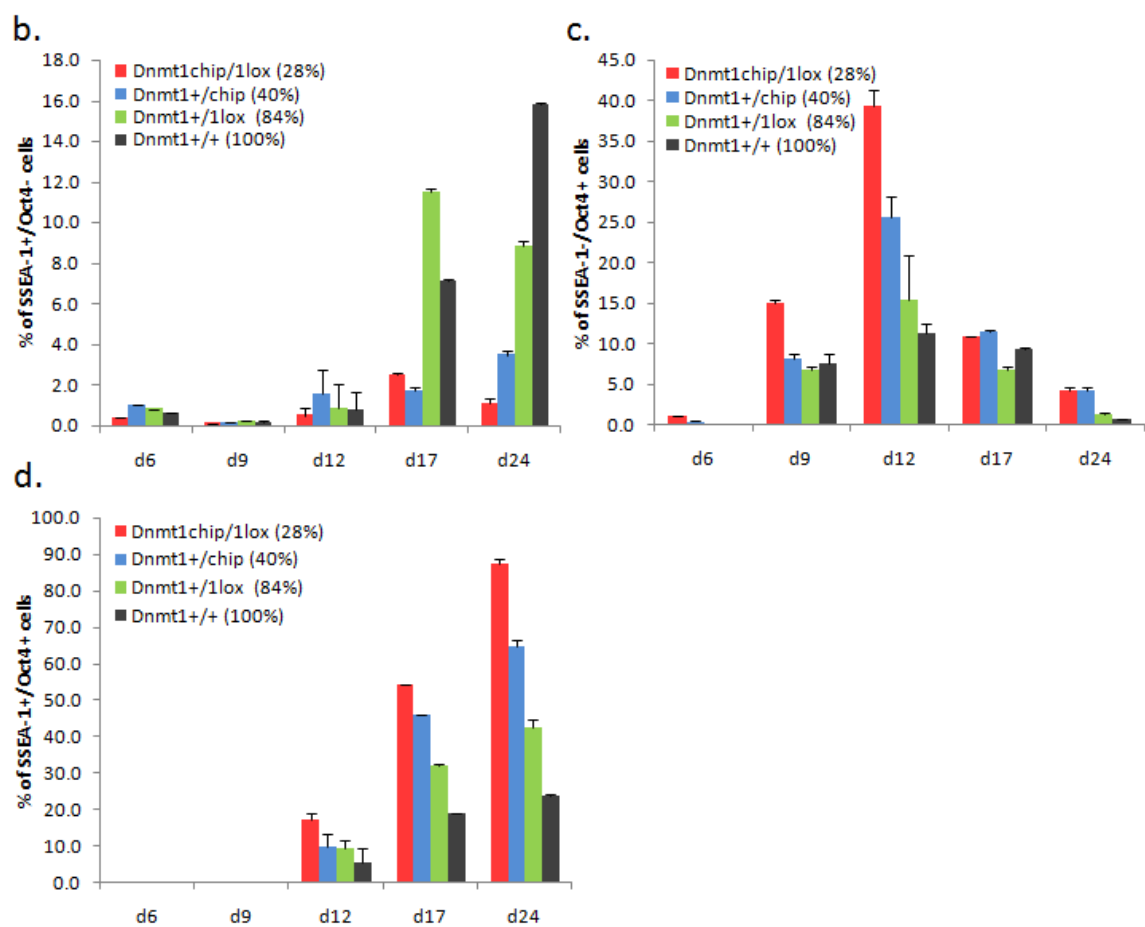 b.
% of SSEA-1+/Oct4- cells
18.0
16.0
14.0
12.0
10.0
8.0
6.0
4.0
2.0
0.0
Dnmt1chip/1lox (28%)
Dnmt1+/chip (40%)
Dnmt1+/1lox (84%)
Dnmt1+/+ (100%)
d6 d9 d12 d17 d24
c.
% of SSEA-1-/Oct4+ cells
45.0
40.0
35.0
30.0
25.0
20.0
15.0
10.0
5.0
0.0
Dnmt1chip/1lox (28%)
Dnmt1+/chip (40%)
Dnmt1+/1lox (84%)
Dnmt1+/+ (100%)
d6 d9 d12 d17 d24
d.
% of SSEA-1+/Oct4+ cells
100.0
90.0
80.0
70.0
60.0
50.0
40.0
30.0
20.0
10.0
0.0
Dnmt1chip/1lox (28%)
Dnmt1+/chip (40%)
Dnmt1+/1lox (84%)
Dnmt1+/+ (100%)
d6 d9 d12 d17 d24